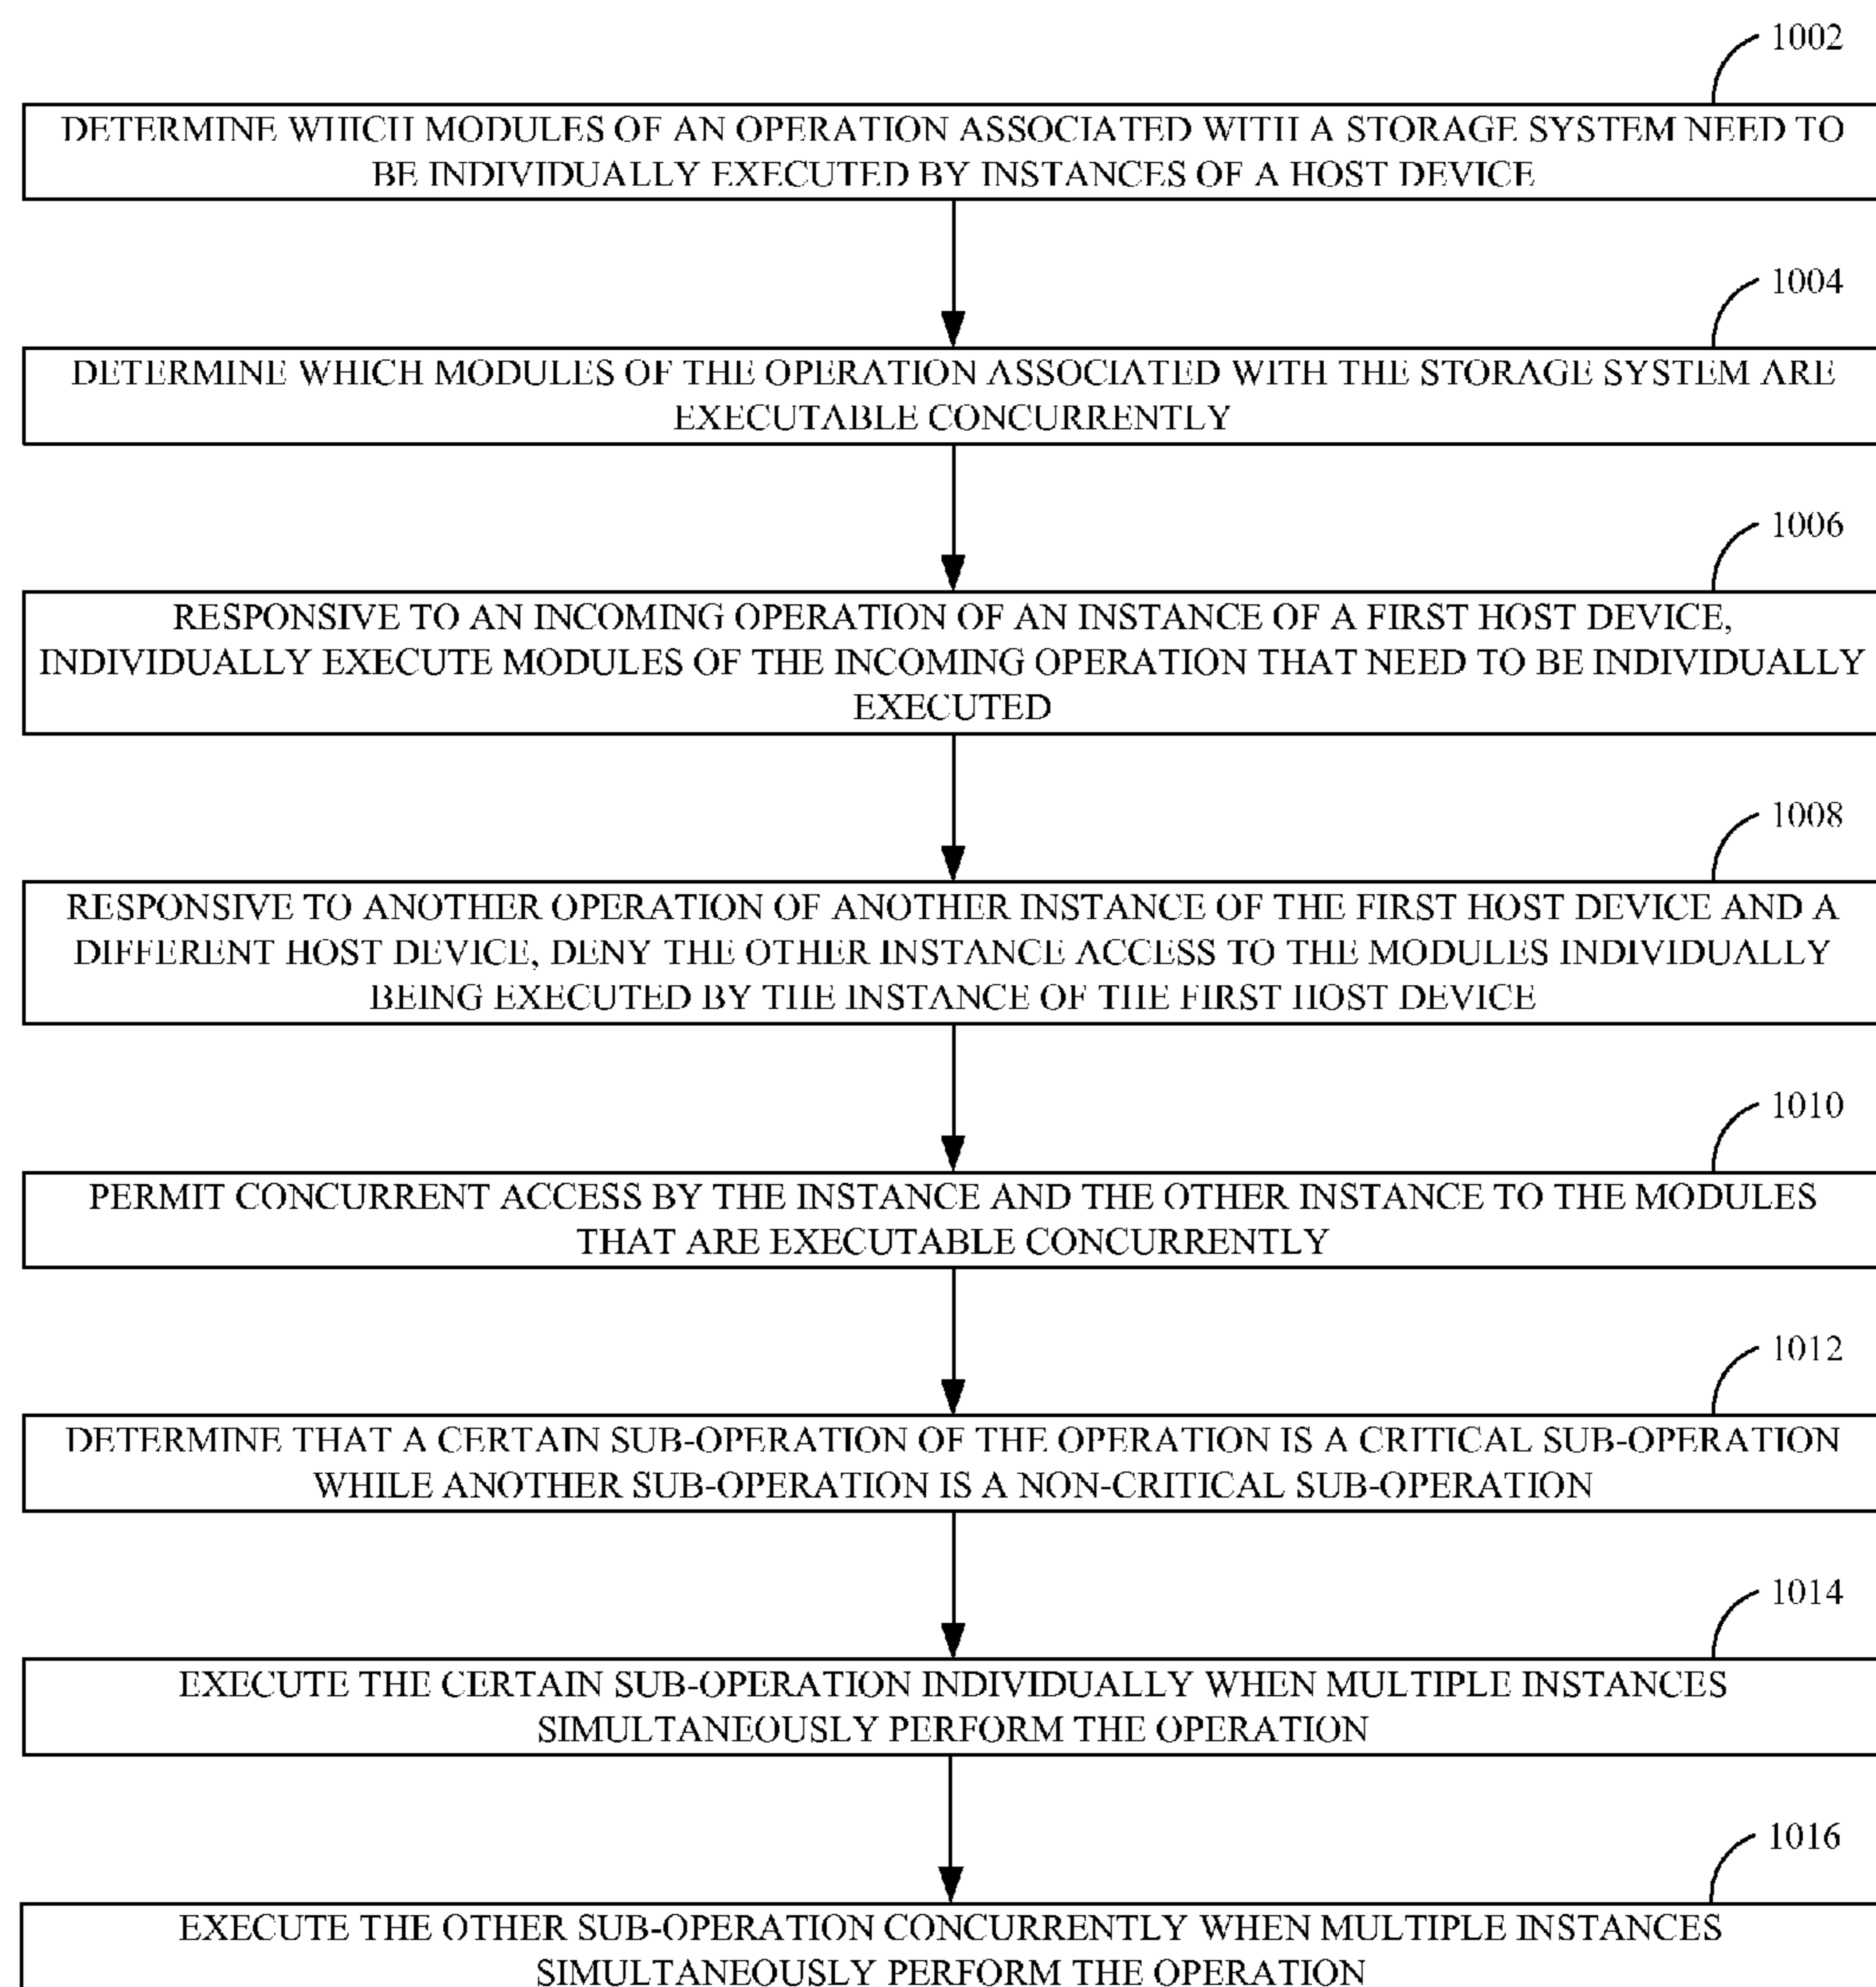 1002
DETERMINE WHICH MODULES OF AN OPERATION ASSOCIATED WITH A STORAGE SYSTEM NEED TO
BE INDIVIDUALLY EXECUTED BY INSTANCES OF A HOST DEVICE
1004
DETERMINE WHICH MODULES OF THE OPERATION ASSOCIATED WITH THE STORAGE SYSTEM ARE
EXECUTABLE CONCURRENTLY
1006
RESPONSIVE TO AN INCOMING OPERATION OF AN INSTANCE OF A FIRST HOST DEVICE,
INDIVIDUALLY EXECUTE MODULES OF THE INCOMING OPERATION THAT NEED TO BE INDIVIDUALLY
EXECUTED
1008
RESPONSIVE TO ANOTHER OPERATION OF ANOTHER INSTANCE OF THE FIRST HOST DEVICE AND A
DIFFERENT HOST DEVICE, DENY THE OTHER INSTANCE ACCESS TO THE MODULES INDIVIDUALLY
BEING EXECUTED BY THE INSTANCE OF THE FIRST HOST DEVICE
1010
PERMIT CONCURRENT ACCESS BY THE INSTANCE AND THE OTHER INSTANCE TO THE MODULES
THAT ARE EXECUTABLE CONCURRENTLY
1012
DETERMINE THAT A CERTAIN SUB-OPERATION OF THE OPERATION IS A CRITICAL SUB-OPERATION
WHILE ANOTHER SUB-OPERATION IS A NON-CRITICAL SUB-OPERATION
1014
EXECUTE THE CERTAIN SUB-OPERATION INDIVIDUALLY WHEN MULTIPLE INSTANCES
SIMULTANEOUSLY PERFORM THE OPERATION
1016
EXECUTE THE OTHER SUB-OPERATION CONCURRENTLY WHEN MULTIPLE INSTANCES
SIMULTANEOUSLY PERFORM THE OPERATION